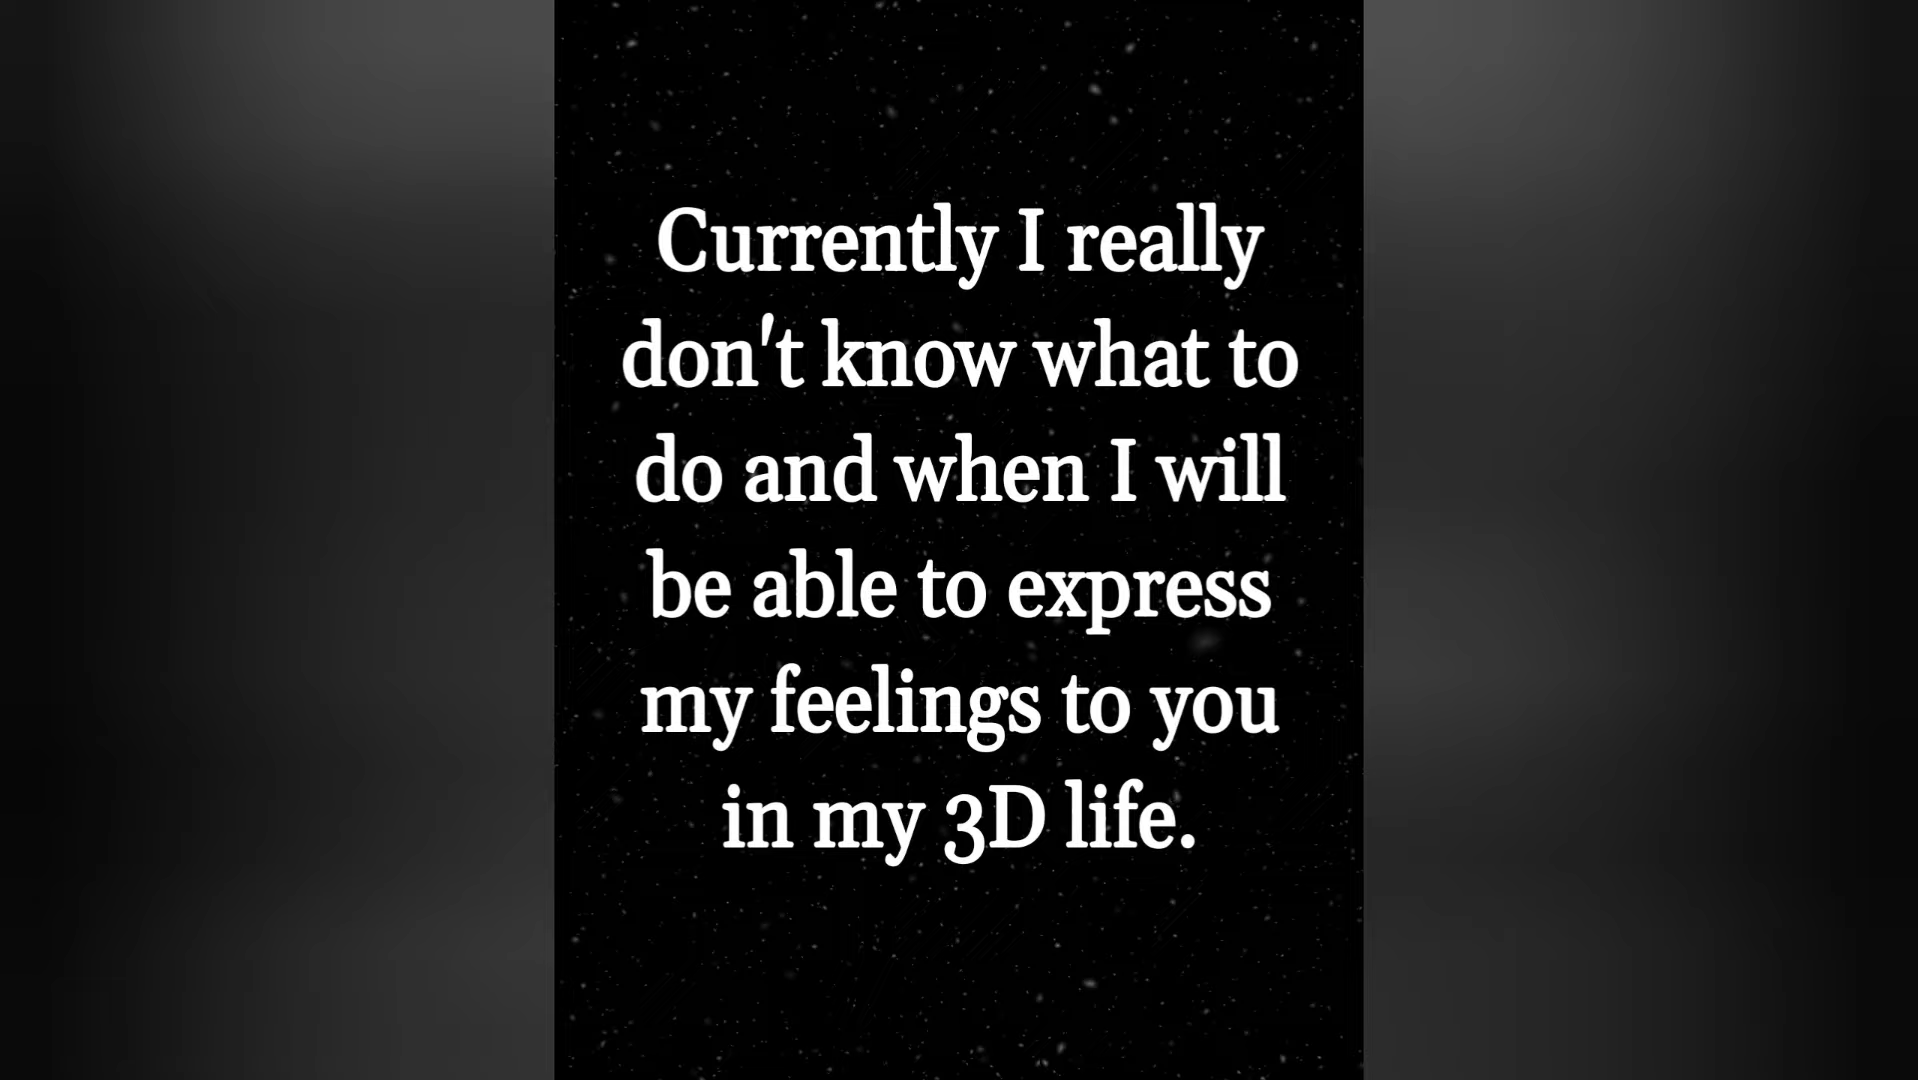 Currently I really
don't know what to
do and when I will
be able to express
my feelings to you
in my 3D life.